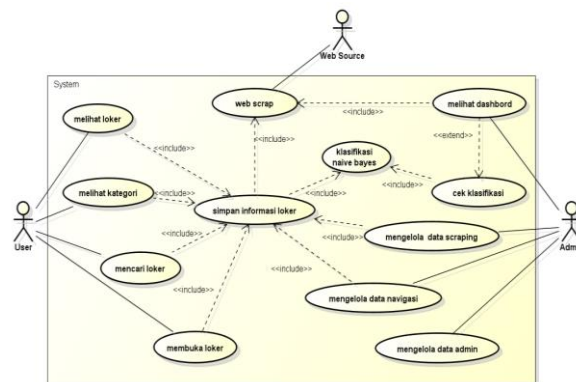 Web Source
System
web scrap
<<include>>
melihat dashbord
melihat loker
<<include>>
<<include>>
<<extend>>
klasifikasi
naive bayes
melihat kategori
<<include>>
<<include>>
<<include>>
cek klasifikasi
simpan informasi loker
User
<<include>>
<<include>>
mengelola data scraping
Adm
mencari loker
<<include>>
<<include>>
mengelola data navigasi
membuka loker
mengelola data admin